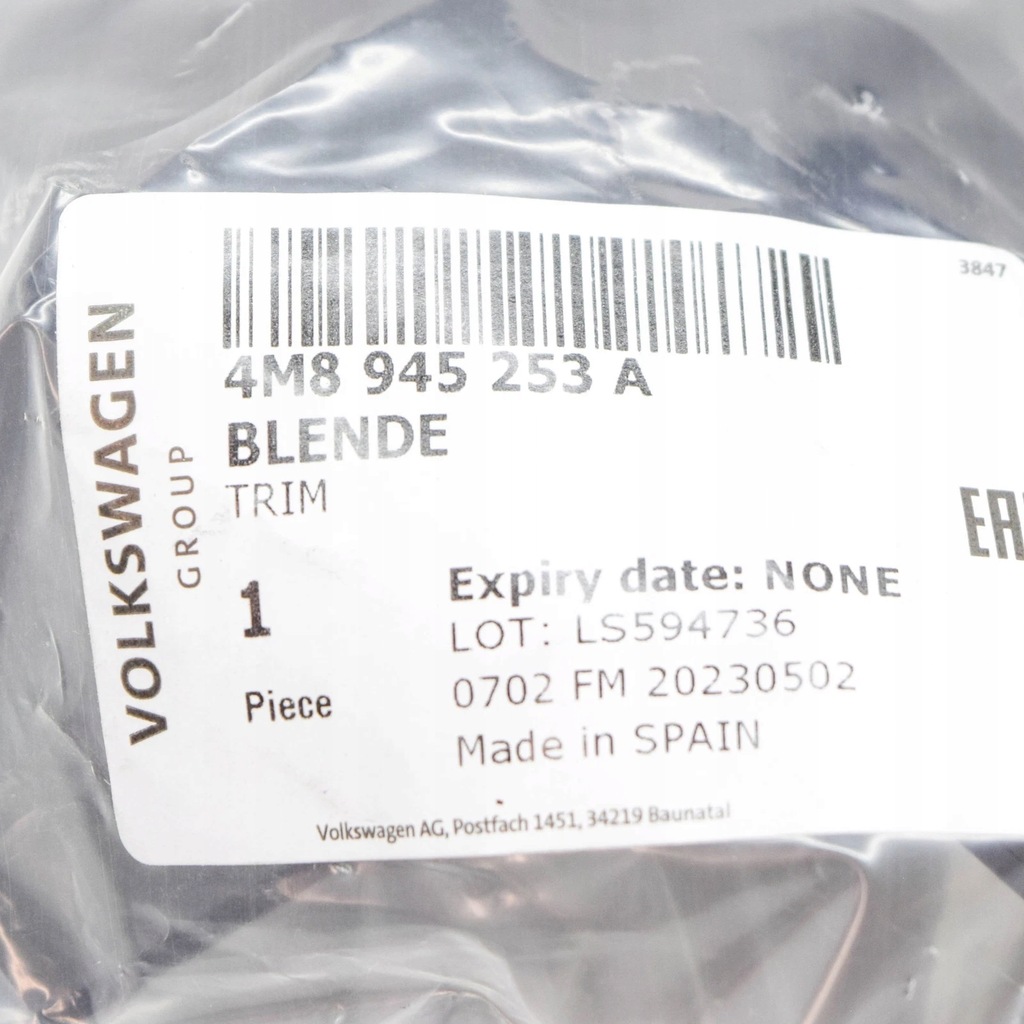 3847
4M8 945 253 A
BLENDE
TRIM
VOLKSWAGEN
GROUP
1
Piece
Expiry date: NONE
LOT: LS594736
0702 FM 20230502
Made in SPAIN
Volkswagen AG, Postfach 1451, 34219 Baunatal